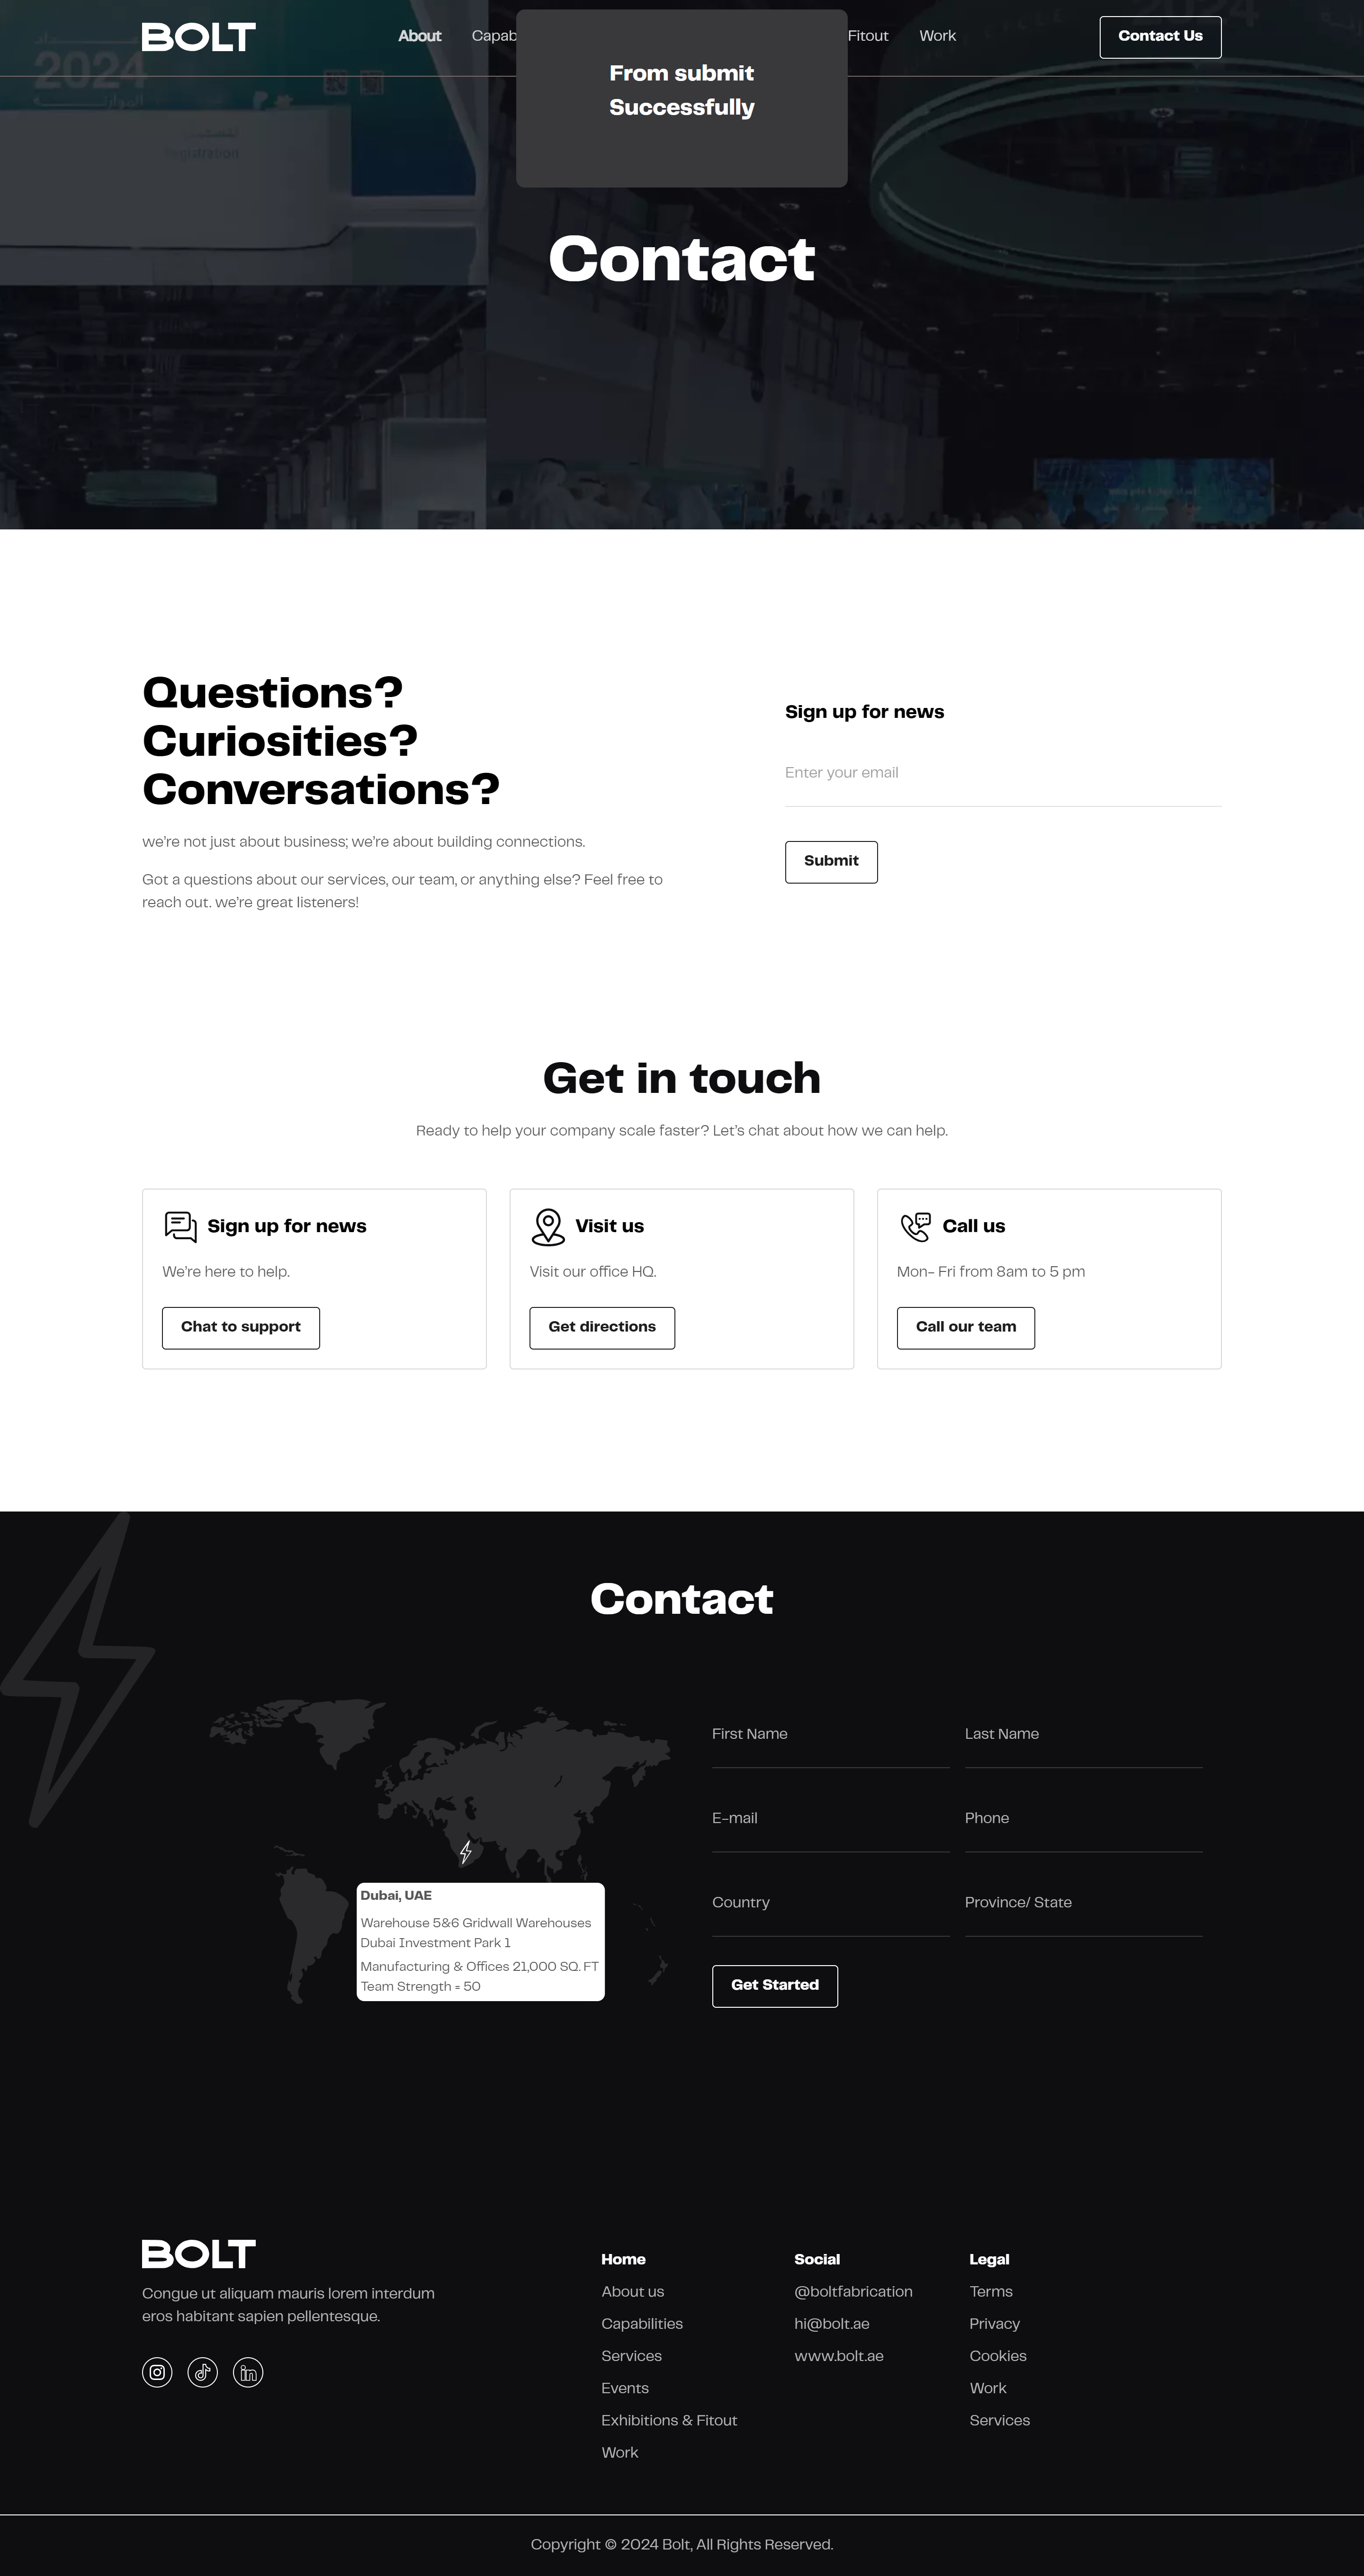 BOLT
About
Fitout
Work
Contact Us
From submit
Successfully
2024
Registration
Contact
Questions?
Curiosities?
Conversations?
we're not just about business; we're about building connections.
Got a questions about our services, our team, or anything else? Feel free to
reach out. we're great listeners!
Sign up for news
Enter your email
Submit
Get in touch
Ready to help your company scale faster? Let's chat about how we can help.
Sign up for news
We're here to help.
Chat to support
Visit us
Visit our office HQ.
Get directions
Call us
Mon- Fri from 8am to 5 pm
Call our team
Contact
Dubai, UAE
Warehouse 5&6 Gridwall Warehouses
Dubai Investment Park 1
Manufacturing & Offices 21,000 SQ. FT
Team Strength = 50
First Name
Last Name
E-mail
Phone
Country
Province/ State
Get Started
BOLT
Congue ut aliquam mauris lorem interdum
eros habitant sapien pellentesque.
Home
About us
Capabilities
Services
Events
Exhibitions & Fitout
Work
Social
@boltfabrication
hi@bolt.ae
www.bolt.ae
Legal
Terms
Privacy
Cookies
Work
Services
Copyright © 2024 Bolt, All Rights Reserved.